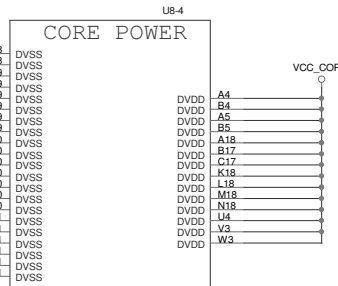 U8-4
CORE POWER
VCC_CO
DVSS
DVSS
DVSS
DVSS
DVSS DVDD A4
DVSS DVDD B4
DVSS DVDD A5
DVSS DVDD B5
DVSS DVDD A18
DVSS DVDD B17
DVSS DVDD C17
DVSS DVDD K18
DVSS DVDD L18
DVSS DVDD M18
DVSS DVDD N18
DVSS DVDD U4
DVSS DVDD V3
DVSS DVDD W3
DVSS
DVSS
DVSS